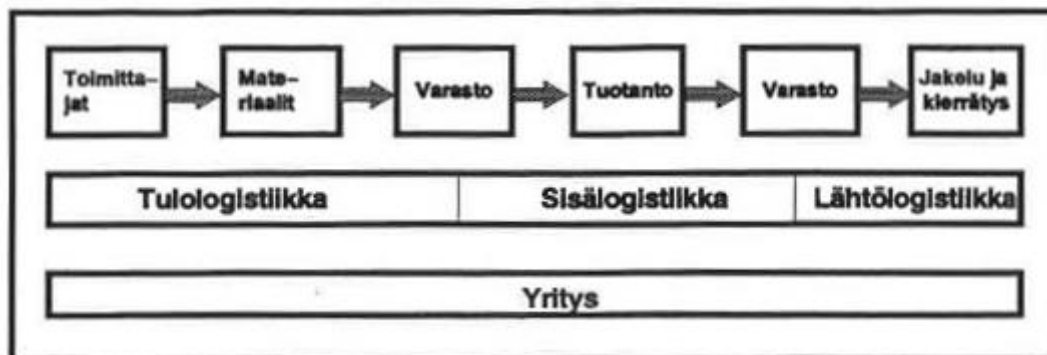 Toimitta-
jat
Mate-
riaalit
Varasto
Tuotanto
Varasto
Jakelu ja
kierrätys
Tulologistiikka
Sisälogistiikka
Lähtölogistiikka
Yritys